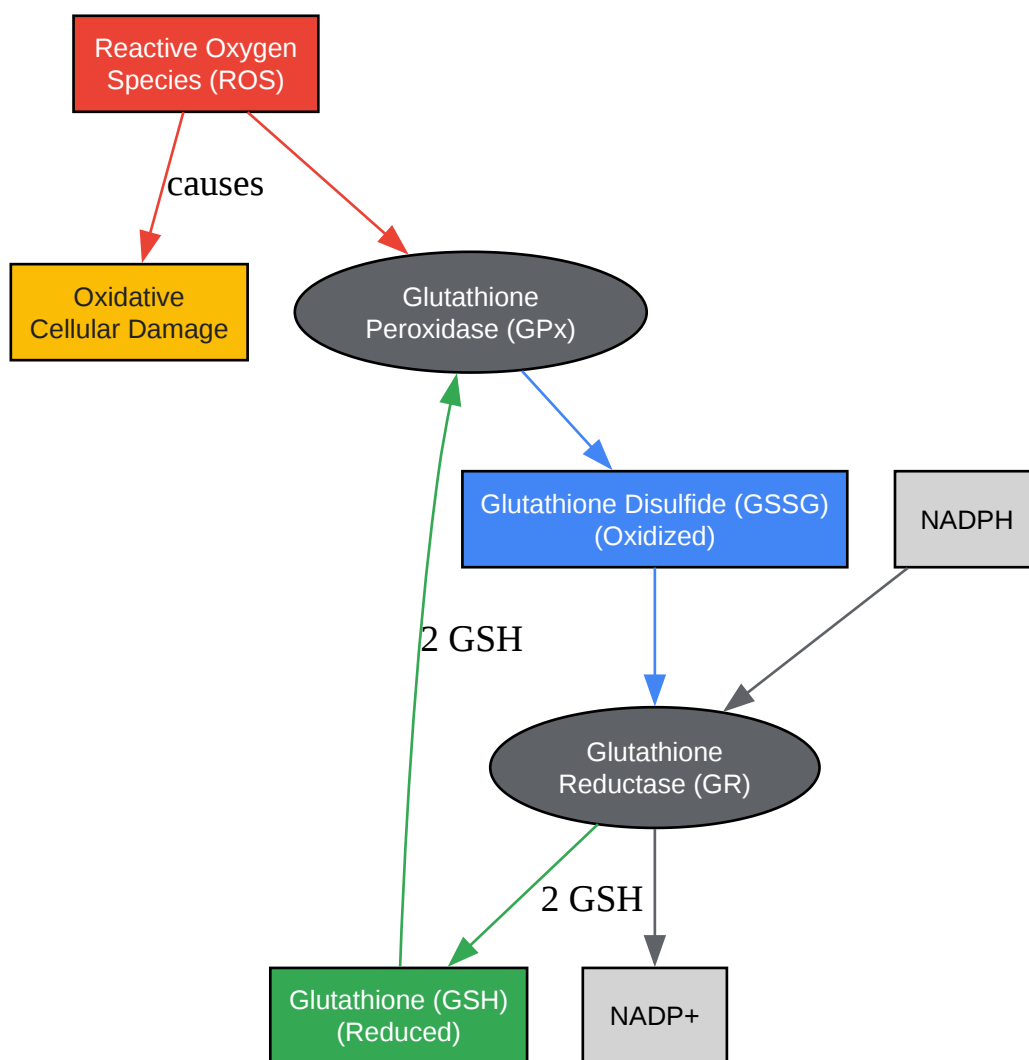 Reactive Oxygen
Species (ROS)
causes
Oxidative
Cellular Damage
Glutathione
Peroxidase (GPx)
Glutathione Disulfide (GSSG)
(Oxidized)
NADPH
2 GSH
Glutathione
Reductase (GR)
2 GSH
Glutathione (GSH)
(Reduced)
NADP+